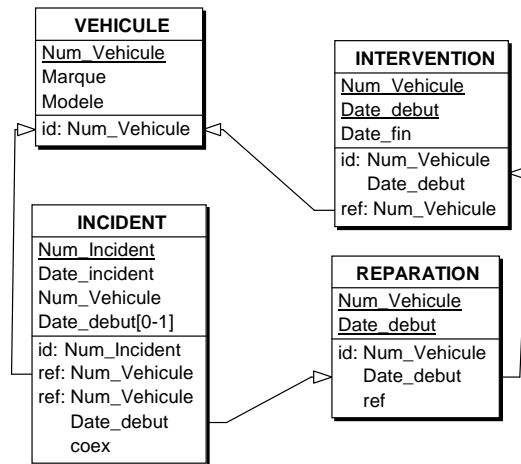 VEHICULE
Num_Vehicule
Marque
Modele
id: Num_Vehicule
INTERVENTION
Num_Vehicule
Date_debut
Date_fin
id: Num_Vehicule
Date_debut
ref: Num_Vehicule
INCIDENT
Num_Incident
Date_incident
Num_Vehicule
Date_debut[0-1]
id: Num_Incident
ref: Num_Vehicule
ref: Num_Vehicule
Date_debut
coex
REPARATION
Num_Vehicule
Date_debut
id: Num_Vehicule
Date_debut
ref